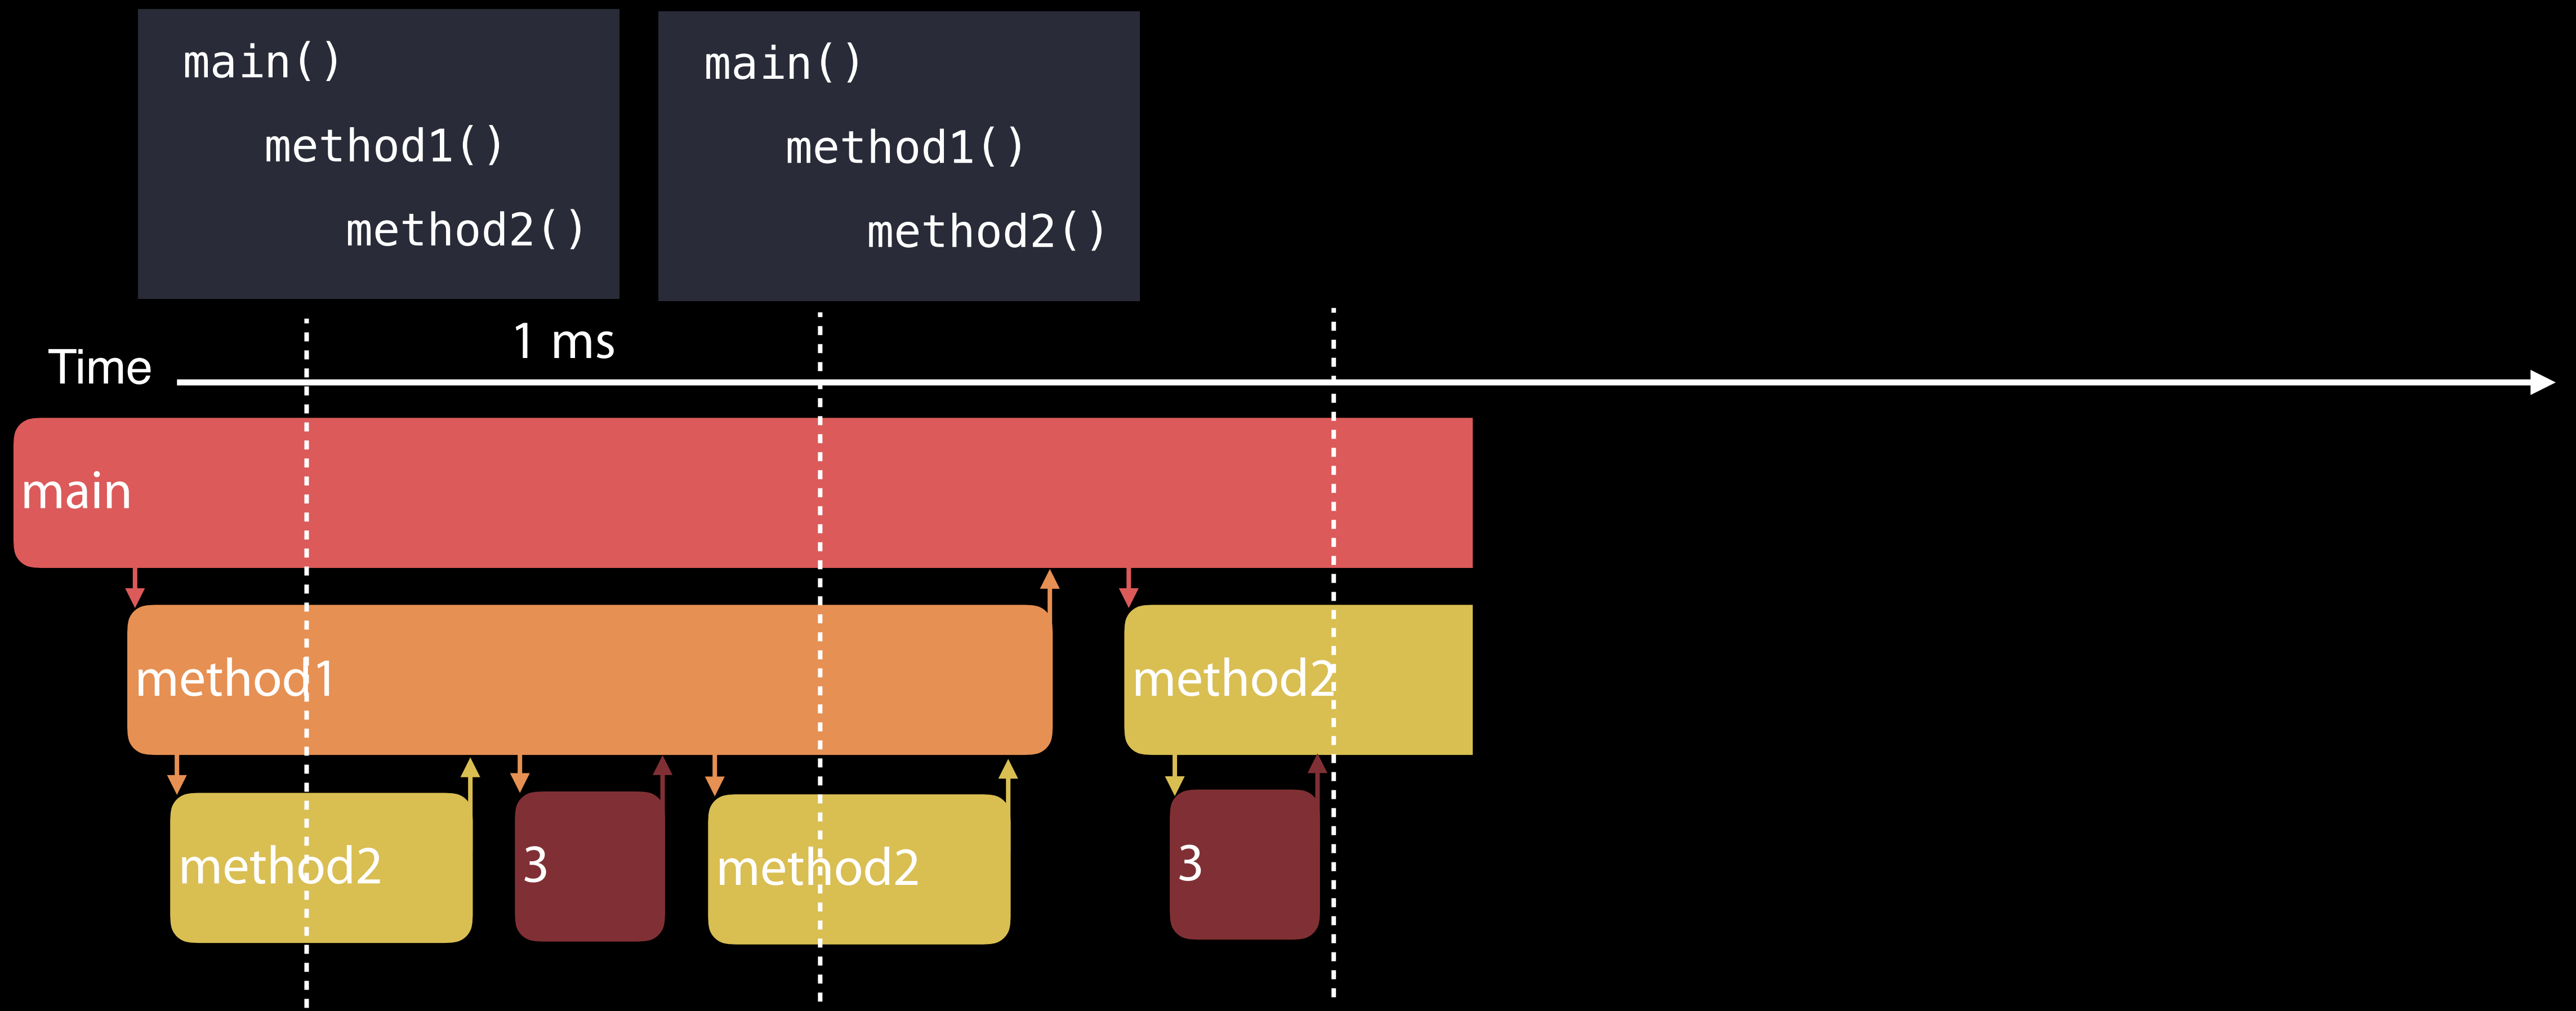 main()
method1()
method2()
main()
method1()
method2()
1 ms
Time
main
method1
method2
method2
3
method2
3